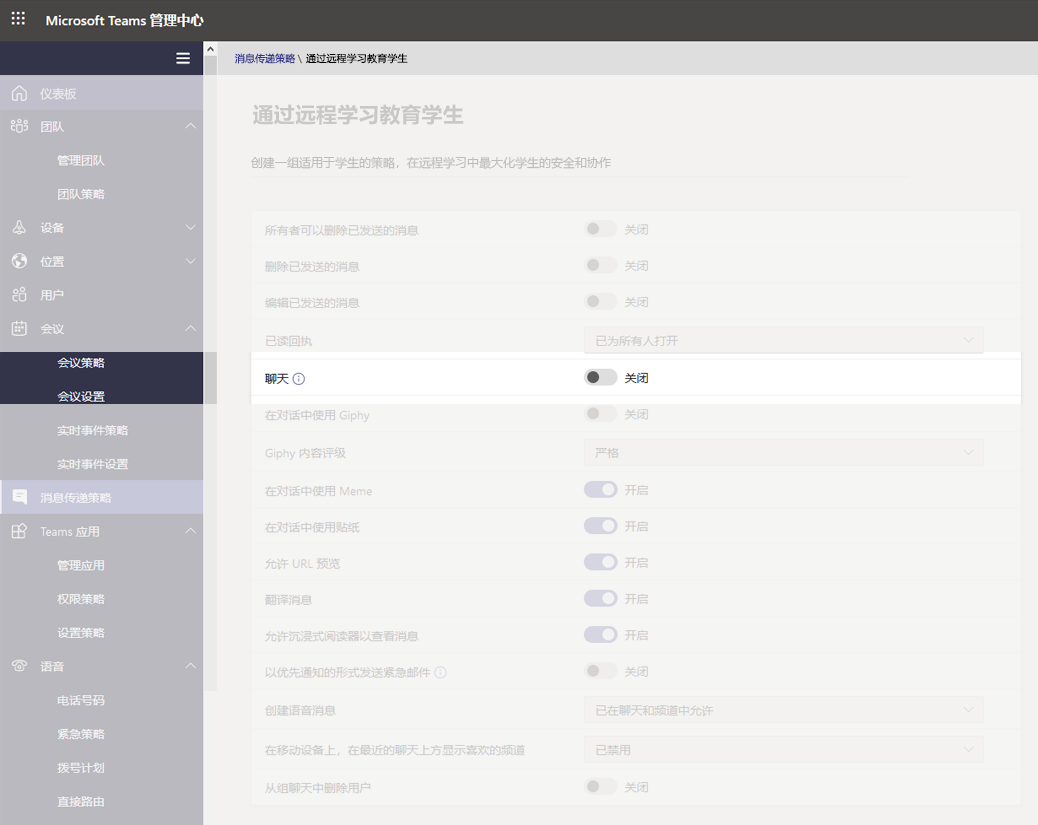 Microsoft Teams 管理中心
消息传递策略 \ 通过远程学习教育学生
仪表板
团队
管理团队
团队策略
设备
位置
用户
会议
会议策略
会议设置
实时事件策略
实时事件设置
消息传递策略
Teams 应用
管理应用
权限策略
设置策略
语音
电话号码
紧急策略
拨号计划
直接路由
通过远程学习教育学生
创建一组适用于学生的策略，在远程学习中最大化学生的安全和协作
所有者可以删除已发送的消息 关闭
删除已发送的消息 关闭
编辑已发送的消息 关闭
已读回执 已为所有人打开
聊天 关闭
在对话中使用 Giphy 关闭
Giphy 内容评级 严格
在对话中使用 Meme 开启
在对话中使用贴纸 开启
允许 URL 预览 开启
翻译消息 开启
允许沉浸式阅读器以查看消息 开启
以优先通知的形式发送紧急邮件 关闭
创建语音消息 已在聊天和频道中允许
在移动设备上，在最近的聊天上方显示喜欢的频道 已禁用
从组聊天中删除用户 关闭